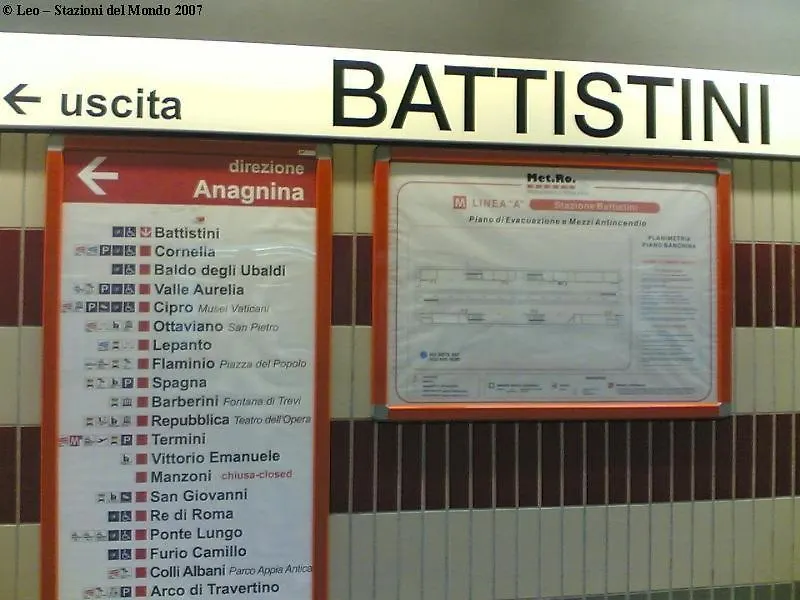 © Leo – Stazioni del Mondo 2007
← uscita
BATTISTINI
direzione
Anagnina
Battistini
Cornelia
Baldo degli Ubaldi
Valle Aurelia
Cipro Musei Vaticani
Ottaviano San Pietro
Lepanto
Flaminio Piazza del Popolo
Spagna
Barberini Fontana di Trevi
Repubblica Teatro dell'Opera
Termini
Vittorio Emanuele
Manzoni chiusa-closed
San Giovanni
Re di Roma
Ponte Lungo
Furio Camillo
Colli Albani Parco Appia Antica
Arco di Travertino
Met.Ro.
M LINEA "A" Stazione Battistini
Piano di Evacuazione e Mezzi Antincendio
PLANIMETRIA
PIANO BANCHINA